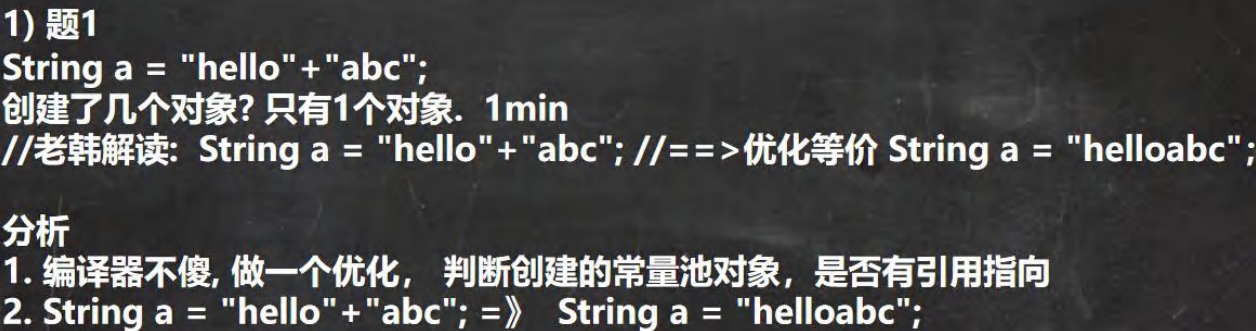 1) 题1
String a = "hello"+"abc";
创建了几个对象? 只有1个对象.  1min
//老韩解读:  String a = "hello"+"abc"; //==>优化等价 String a = "helloabc";
分析
1. 编译器不傻, 做一个优化， 判断创建的常量池对象，是否有引用指向
2. String a = "hello"+"abc"; =》  String a = "helloabc";